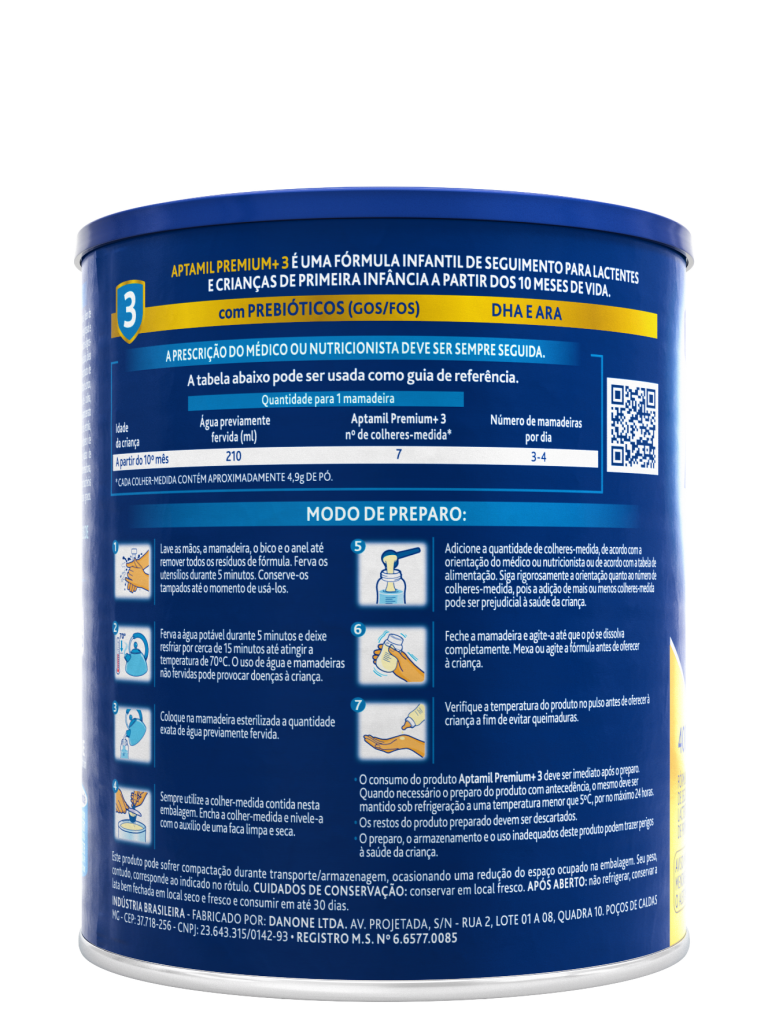 APTAMIL PREMIUM+ 3 É UMA FÓRMULA INFANTIL DE SEGUIMENTO PARA LACTENTES
E CRIANÇAS DE PRIMEIRA INFÂNCIA A PARTIR DOS 10 MESES DE VIDA.
3
com PREBIÓTICOS (GOS/FOS) DHA E ARA
A PRESCRIÇÃO DO MÉDICO OU NUTRICIONISTA DEVE SER SEMPRE SEGUIDA.
A tabela abaixo pode ser usada como guia de referência.
Quantidade para 1 mamadeira
Idade da criança
Água previamente fervida (ml)
Aptamil Premium+ 3 nº de colheres-medida*
Número de mamadeiras por dia
A partir do 10º mês 210 7 3-4
*CADA COLHER-MEDIDA CONTÉM APROXIMADAMENTE 4,9g DE PÓ.
MODO DE PREPARO:
1
Lave as mãos, a mamadeira, o bico e o anel até
remover todos os resíduos de fórmula. Ferva os
utensílios durante 5 minutos. Conserve-os
tampados até o momento de usá-los.
2
70°
Ferva a água potável durante 5 minutos e deixe
resfriar por cerca de 15 minutos até atingir a
temperatura de 70ºC. O uso de água e mamadeiras
não fervidas pode provocar doenças à criança.
3
Coloque na mamadeira esterilizada a quantidade
exata de água previamente fervida.
4
Sempre utilize a colher-medida contida nesta
embalagem. Encha a colher-medida e nivele-a
com o auxílio de uma faca limpa e seca.
5
Adicione a quantidade de colheres-medida, de acordo com a
orientação do médico ou nutricionista ou de acordo com a tabela de
alimentação. Siga rigorosamente a orientação quanto ao número de
colheres-medida, pois a adição de mais ou menos colheres-medida
pode ser prejudicial à saúde da criança.
6
Feche a mamadeira e agite-a até que o pó se dissolva
completamente. Mexa ou agite a fórmula antes de oferecer
à criança.
7
Verifique a temperatura do produto no pulso antes de oferecer à
criança a fim de evitar queimaduras.
· O consumo do produto Aptamil Premium+ 3 deve ser imediato após o preparo.
Quando necessário o preparo do produto com antecedência, o mesmo deve ser
mantido sob refrigeração a uma temperatura menor que 5ºC, por no máximo 24 horas.
· Os restos do produto preparado devem ser descartados.
· O preparo, o armazenamento e o uso inadequados deste produto podem trazer perigos
à saúde da criança.
Este produto pode sofrer compactação durante transporte/armazenagem, ocasionando uma redução do espaço ocupado na embalagem. Seu peso,
contudo, corresponde ao indicado no rótulo. CUIDADOS DE CONSERVAÇÃO: conservar em local fresco. APÓS ABERTO: não refrigerar, conservar a
lata bem fechada em local seco e fresco e consumir em até 30 dias.
INDÚSTRIA BRASILEIRA - FABRICADO POR: DANONE LTDA. AV. PROJETADA, S/N - RUA 2, LOTE 01 A 08, QUADRA 10. POÇOS DE CALDAS
MG - CEP: 37.718-256 - CNPJ: 23.643.315/0142-93 • REGISTRO M.S. Nº 6.6577.0085